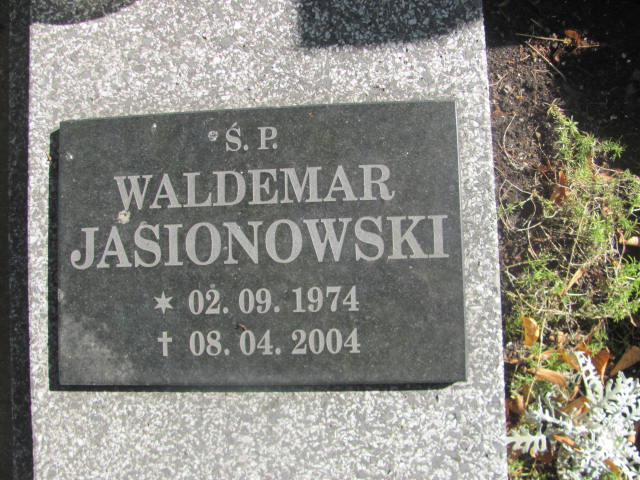 Ś. P.
WALDEMAR
JASIONOWSKI
* 02. 09. 1974
† 08. 04. 2004